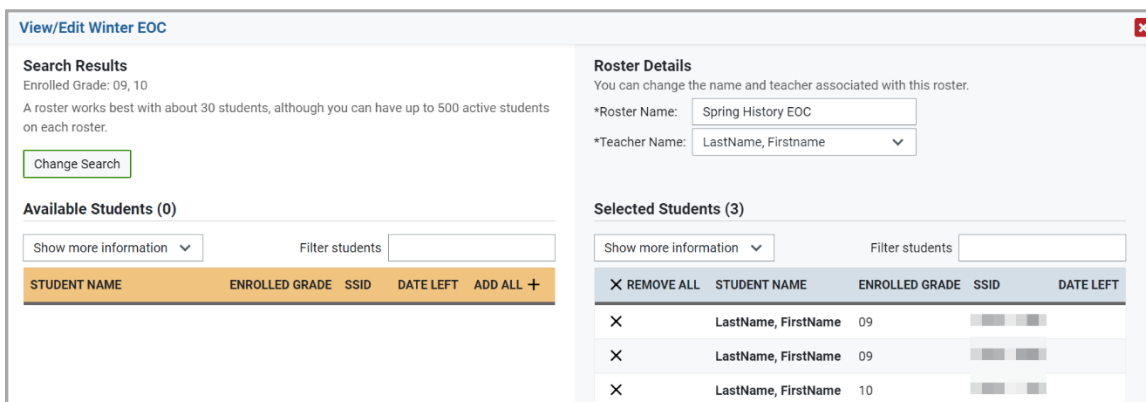 View/Edit Winter EOC
Search Results
Enrolled Grade: 09, 10
A roster works best with about 30 students, although you can have up to 500 active students
on each roster.
Change Search
Available Students (0)
Show more information
Filter students
STUDENT NAME ENROLLED GRADE SSID DATE LEFT ADD ALL +
Roster Details
You can change the name and teacher associated with this roster.
*Roster Name: Spring History EOC
*Teacher Name: LastName, Firstname
Selected Students (3)
Show more information
Filter students
X REMOVE ALL STUDENT NAME ENROLLED GRADE SSID DATE LEFT
X LastName, FirstName 09
X LastName, FirstName 09
X LastName, FirstName 10